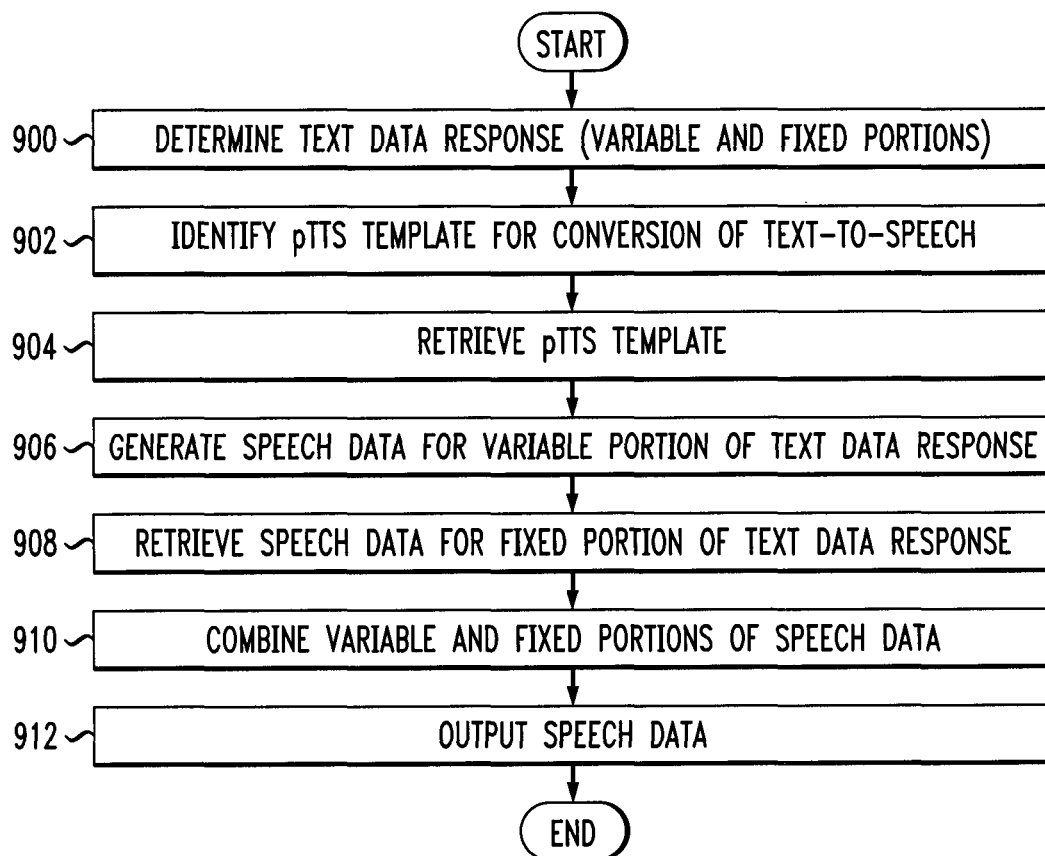 START
900 DETERMINE TEXT DATA RESPONSE (VARIABLE AND FIXED PORTIONS)
902 IDENTIFY pTTS TEMPLATE FOR CONVERSION OF TEXT-TO-SPEECH
904 RETRIEVE pTTS TEMPLATE
906 GENERATE SPEECH DATA FOR VARIABLE PORTION OF TEXT DATA RESPONSE
908 RETRIEVE SPEECH DATA FOR FIXED PORTION OF TEXT DATA RESPONSE
910 COMBINE VARIABLE AND FIXED PORTIONS OF SPEECH DATA
912 OUTPUT SPEECH DATA
END